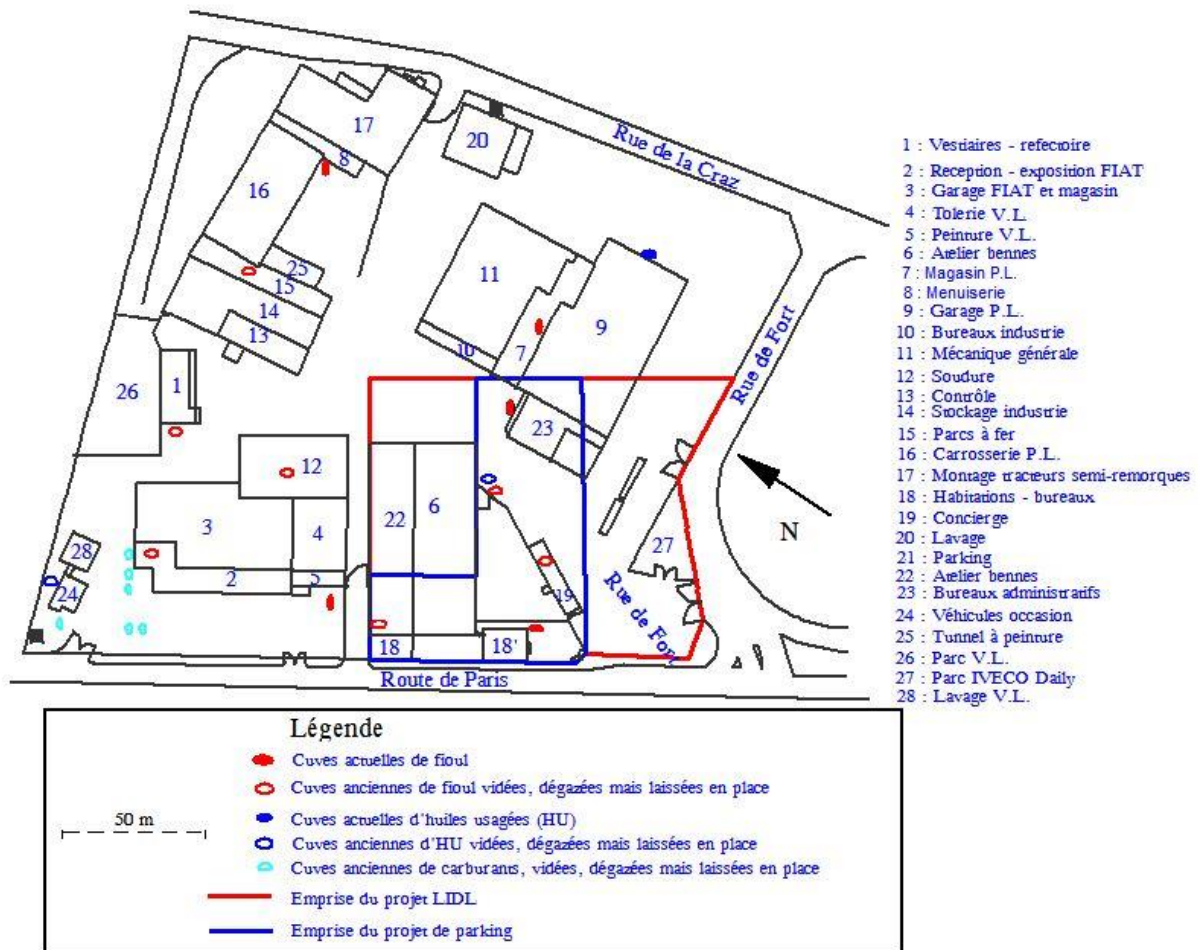 17
20
8
16
Rue de la Craz
25
15
14
13
11
9
7
10
Rue de Fort
26
1
23
12
6
22
3
4
28
24
2
5
27
N
19
18
18'
Rue de Fort
Route de Paris
1 : Vestiaires - refectoire
2 : Reception - exposition FIAT
3 : Garage FIAT et magasin
4 : Tolerie V.L.
5 : Peinture V.L.
6 : Atelier bennes
7 : Magasin P.L.
8 : Menuiserie
9 : Garage P.L.
10 : Bureaux industrie
11 : Mécanique générale
12 : Soudure
13 : Contrôle
14 : Stockage industrie
15 : Parcs à fer
16 : Carrosserie P.L.
17 : Montage tracteurs semi-remorques
18 : Habitations - bureaux
19 : Concierge
20 : Lavage
21 : Parking
22 : Atelier bennes
23 : Bureaux administratifs
24 : Véhicules occasion
25 : Tunnel à peinture
26 : Parc V.L.
27 : Parc IVECO Daily
28 : Lavage V.L.
Légende
Cuves actuelles de fioul
Cuves anciennes de fioul vidées, dégazées mais laissées en place
50 m
Cuves actuelles d'huiles usagées (HU)
Cuves anciennes d'HU vidées, dégazées mais laissées en place
Cuves anciennes de carburants, vidées, dégazées mais laissées en place
Emprise du projet LIDL
Emprise du projet de parking